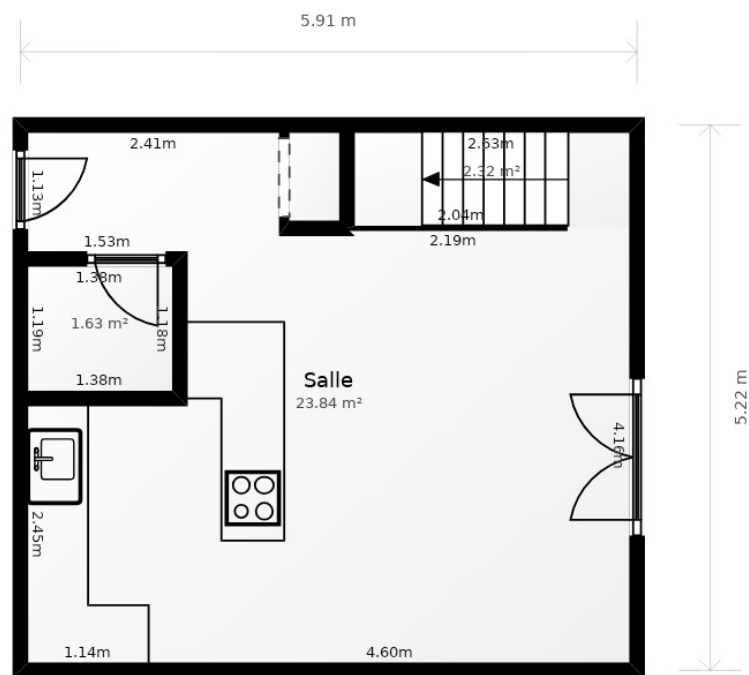 5.91 m
2.41m
2.63m
2.32 m²
1.13m
2.04m
1.53m
2.19m
1.38m
1.19m
1.63 m²
1.18m
1.38m
Salle
23.84 m²
5.22 m
4.16m
2.45m
1.14m
4.60m